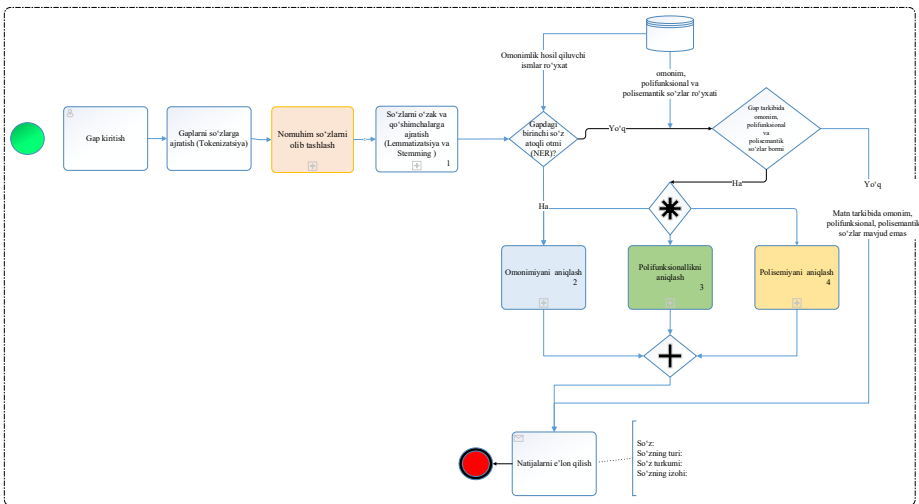 Gap kiritish
Gaplarni so‘zlarga
ajratish (Tokenizatsiya)
Nomuhim so‘zlarni
olib tashlash
So‘zlarni o‘zak va
qo‘shimchalarga
ajratish
(Lemmatizatsiya va
Stemming )
1
Omonimlik hosil qiluvchi
ismlar ro‘yxat
Gapdagi
birinchi so‘z
atoqli otmi
(NER)?
Yo‘q
omonim,
polifunksional va
polisemantik so‘zlar ro‘yxati
Gap tarkibida
omonim,
polifunksional
va
polisemantik
so‘zlar bormi
Ha
Yo‘q
Ha
Matn tarkibida omonim,
polifunksional, polisemantik
so‘zlar mavjud emas
Omonimiyani aniqlash
2
Polifunksionallikni
aniqlash
3
Polisemiyani aniqlash
4
Natijalarni e’lon qilish
So‘z:
So‘zning turi:
So‘z turkumi:
So‘zning izohi: